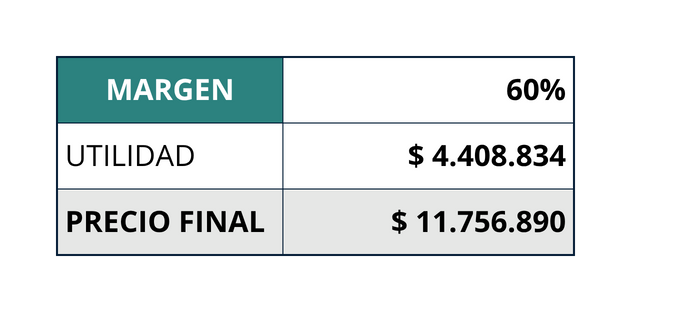 MARGEN 60%
UTILIDAD $ 4.408.834
PRECIO FINAL $ 11.756.890